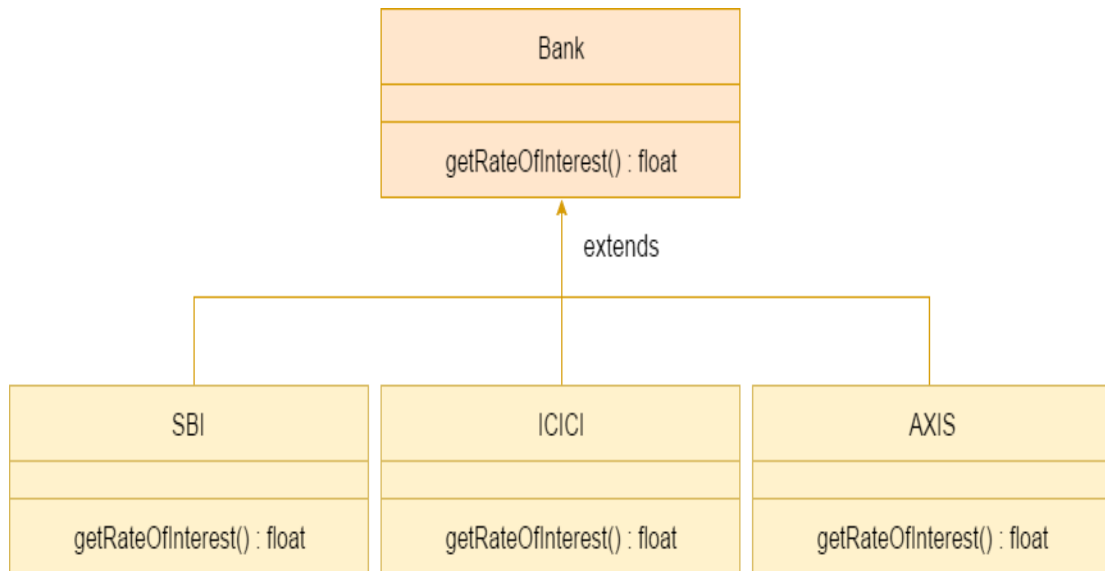 Bank
getRateOfInterest() : float
extends
SBI
ICICI
AXIS
getRateOfInterest() : float
getRateOfInterest() : float
getRateOfInterest() : float